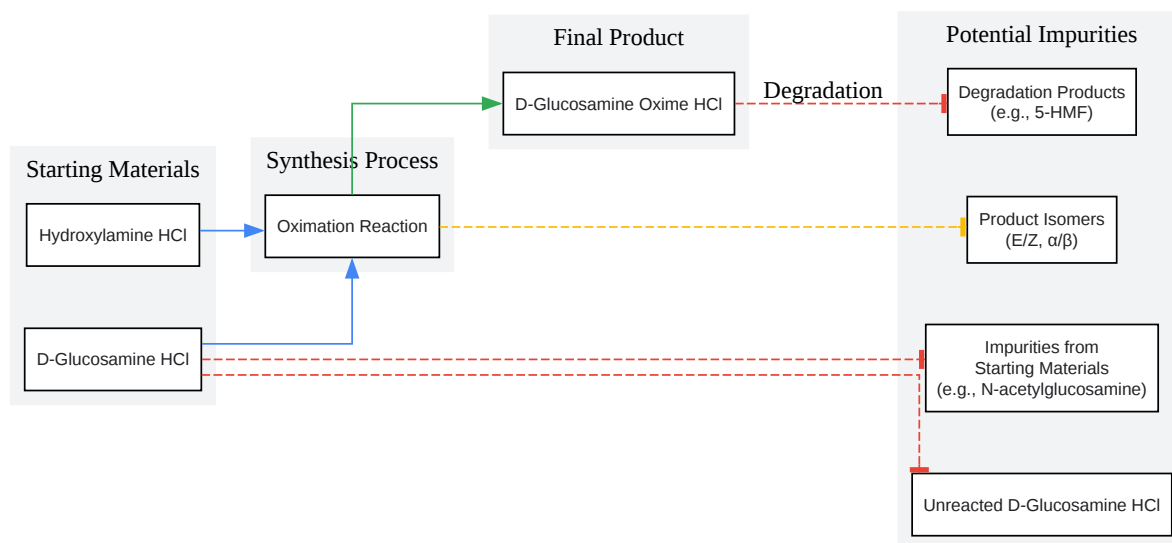 Starting Materials
Hydroxylamine HCl
D-Glucosamine HCl
Synthesis Process
Oximation Reaction
Final Product
D-Glucosamine Oxime HCl
Degradation
Potential Impurities
Degradation Products
(e.g., 5-HMF)
Product Isomers
(E/Z, α/β)
Impurities from
Starting Materials
(e.g., N-acetylglucosamine)
Unreacted D-Glucosamine HCl